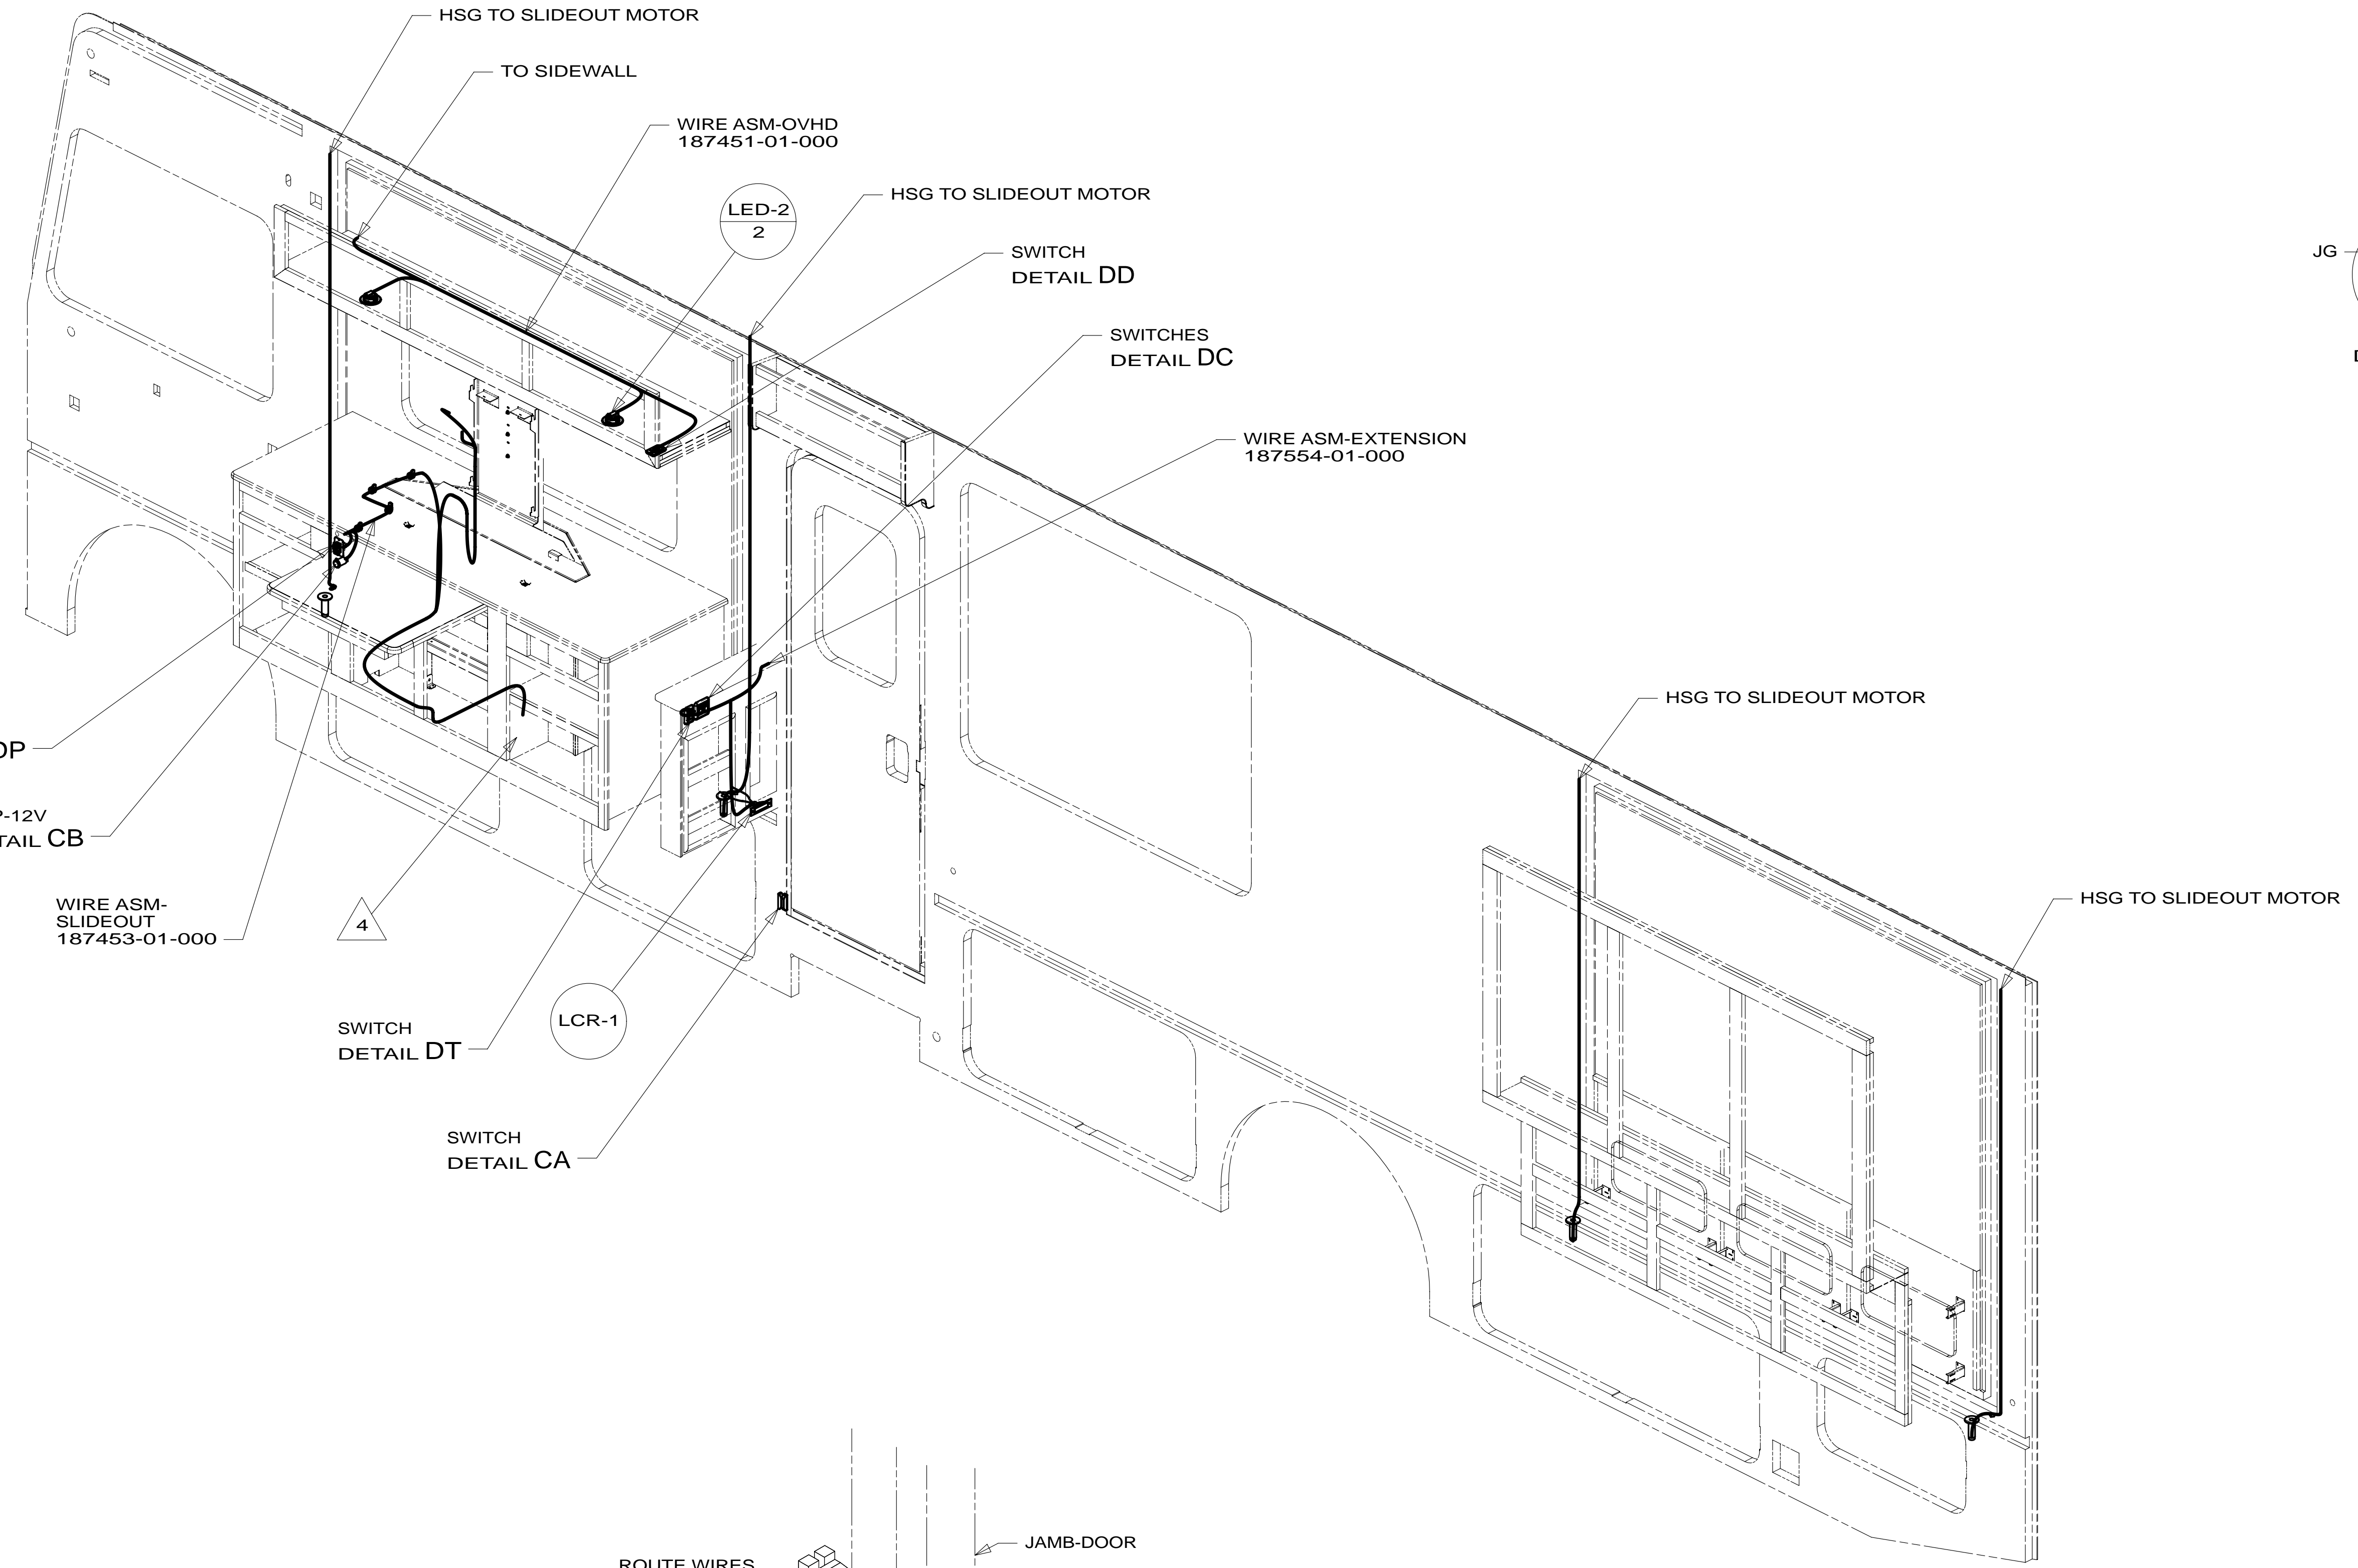 HSG TO SLIDEOUT MOTOR
TO SIDEWALL
WIRE ASM-OVHD
187451-01-000
LED-2
2
HSG TO SLIDEOUT MOTOR
SWITCH
DETAIL DD
SWITCHES
DETAIL DC
WIRE ASM-EXTENSION
187554-01-000
JG
HSG TO SLIDEOUT MOTOR
HSG TO SLIDEOUT MOTOR
-12V
CB
WIRE ASM-
SLIDEOUT
187453-01-000
4
LCR-1
SWITCH
DETAIL DT
SWITCH
DETAIL CA
JAMB-DOOR
ROUTE WIRES